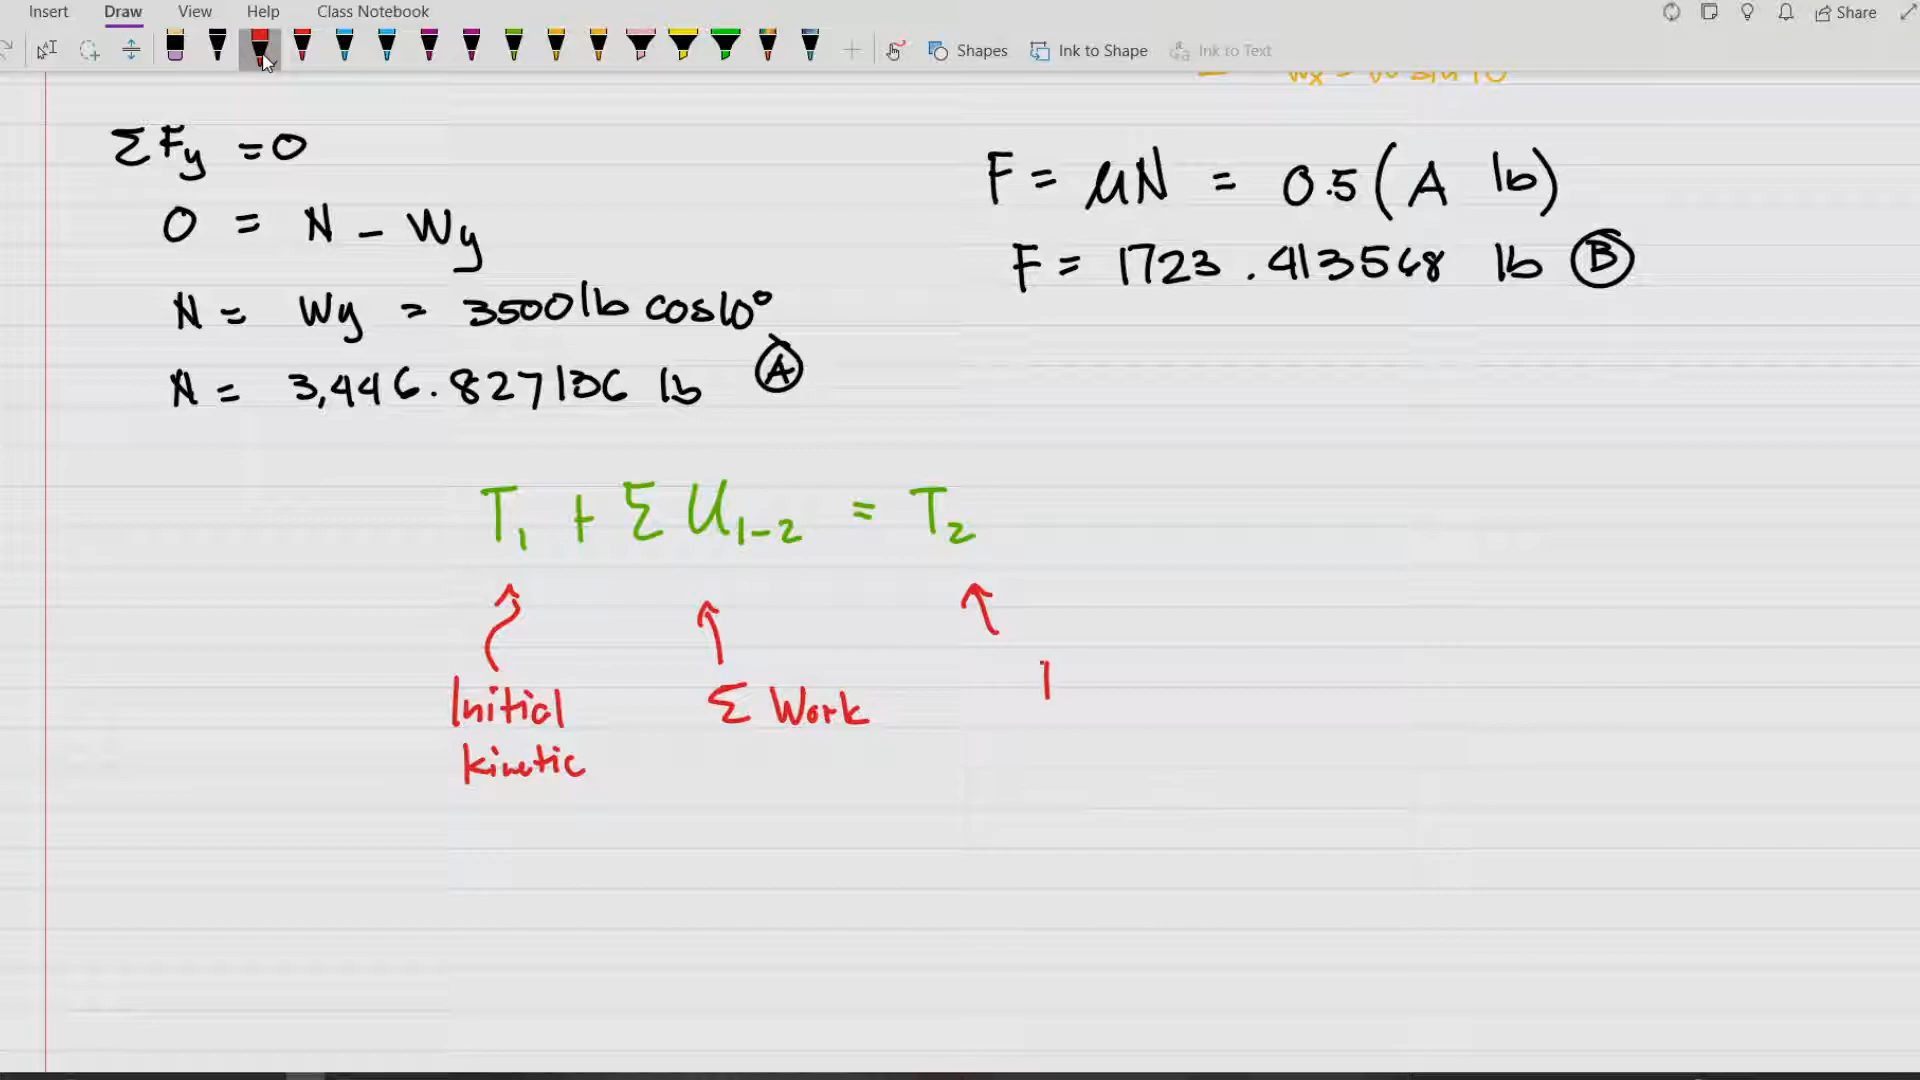 Insert Draw View Help Class Notebook Share
Shapes Ink to Shape Ink to Text
ΣFy = 0
0 = N - Wy
N = Wy = 3500lb cos10°
N = 3,446.827136 lb A
F = μN = 0.5(A lb)
F = 1723.413568 lb B
T1 + ΣU1-2 = T2
Initial
kinetic
Σ Work